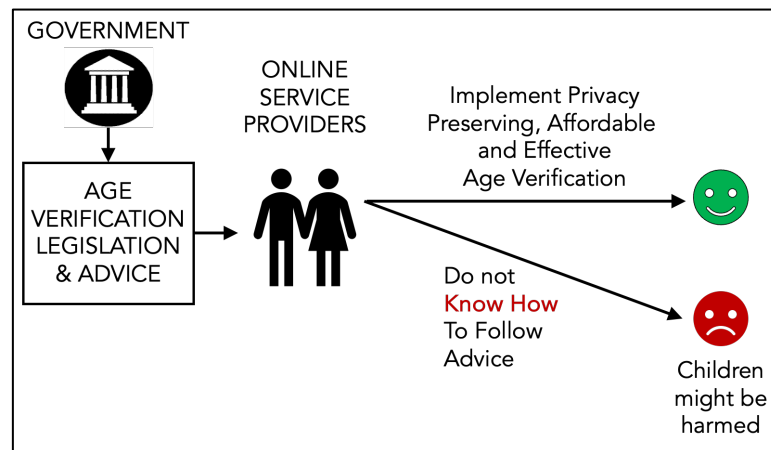 GOVERNMENT
AGE
VERIFICATION
LEGISLATION
& ADVICE
ONLINE
SERVICE
PROVIDERS
Implement Privacy
Preserving, Affordable
and Effective
Age Verification
Do not
Know How
To Follow
Advice
Children
might be
harmed